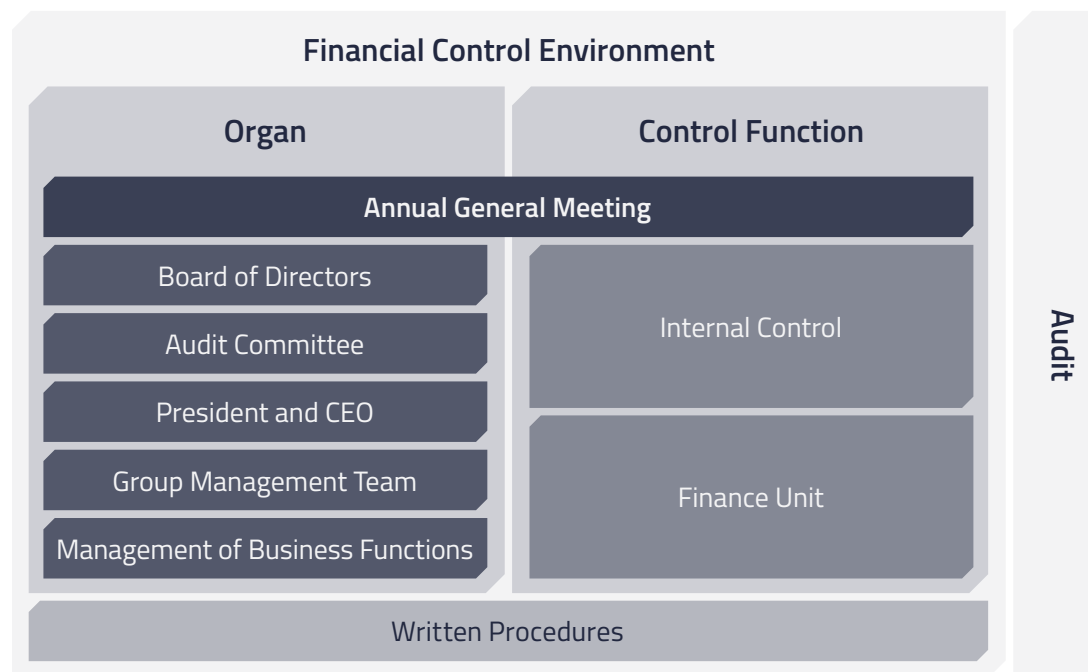 Financial Control Environment
Organ
Control Function
Annual General Meeting
Board of Directors
Audit Committee
President and CEO
Group Management Team
Management of Business Functions
Internal Control
Finance Unit
Written Procedures
Audit